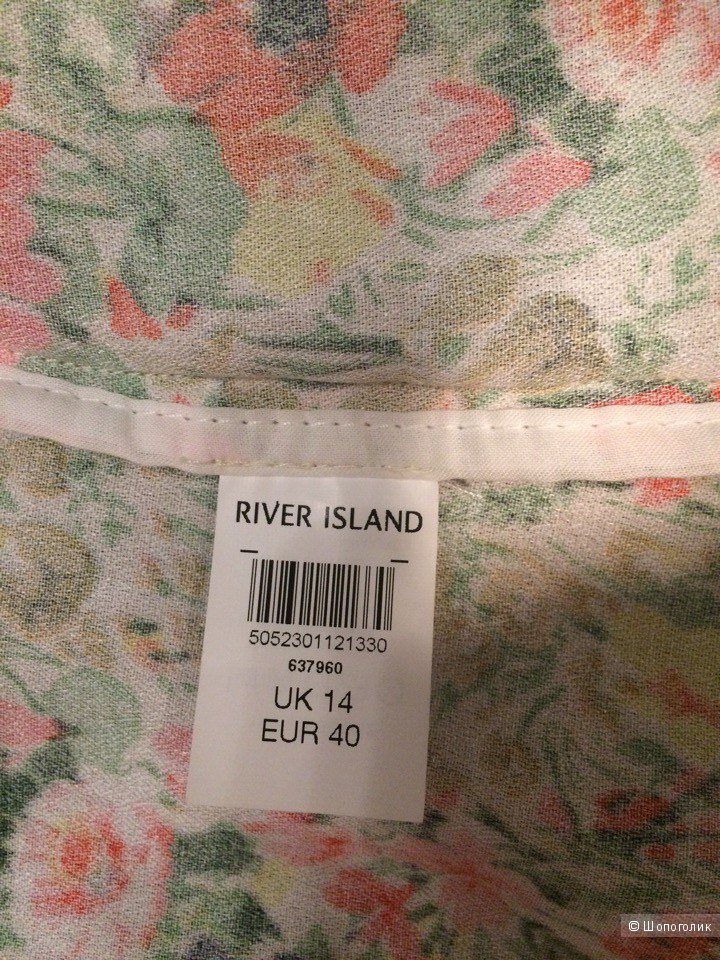 RIVER ISLAND
5052301121330
637960
UK 14
EUR 40
© Шопоголик